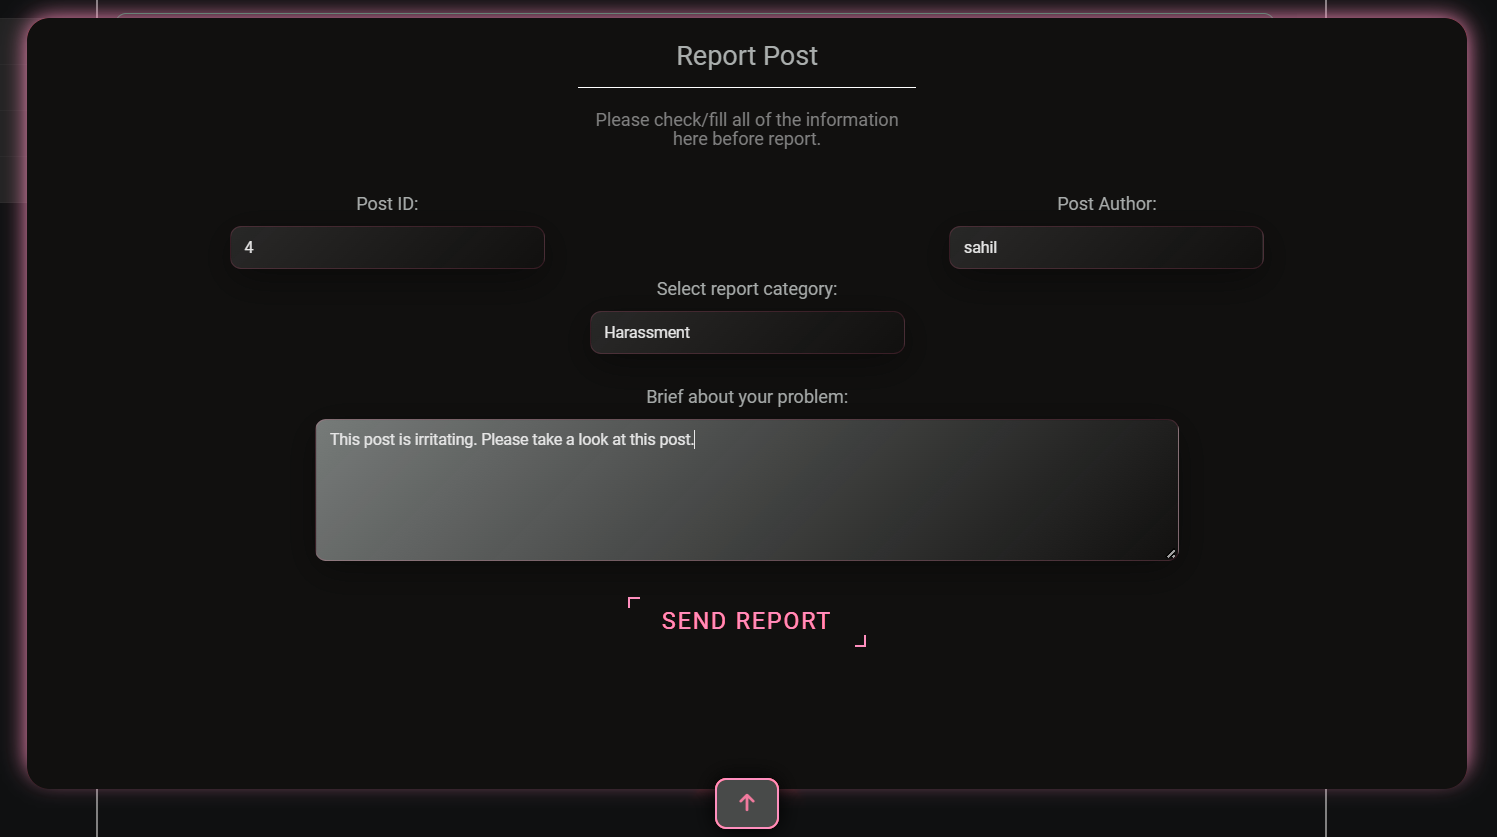 Report Post
Please check/fill all of the information
here before report.
Post ID:
Post Author:
4
sahil
Select report category:
Harassment
Brief about your problem:
This post is irritating. Please take a look at this post.
SEND REPORT